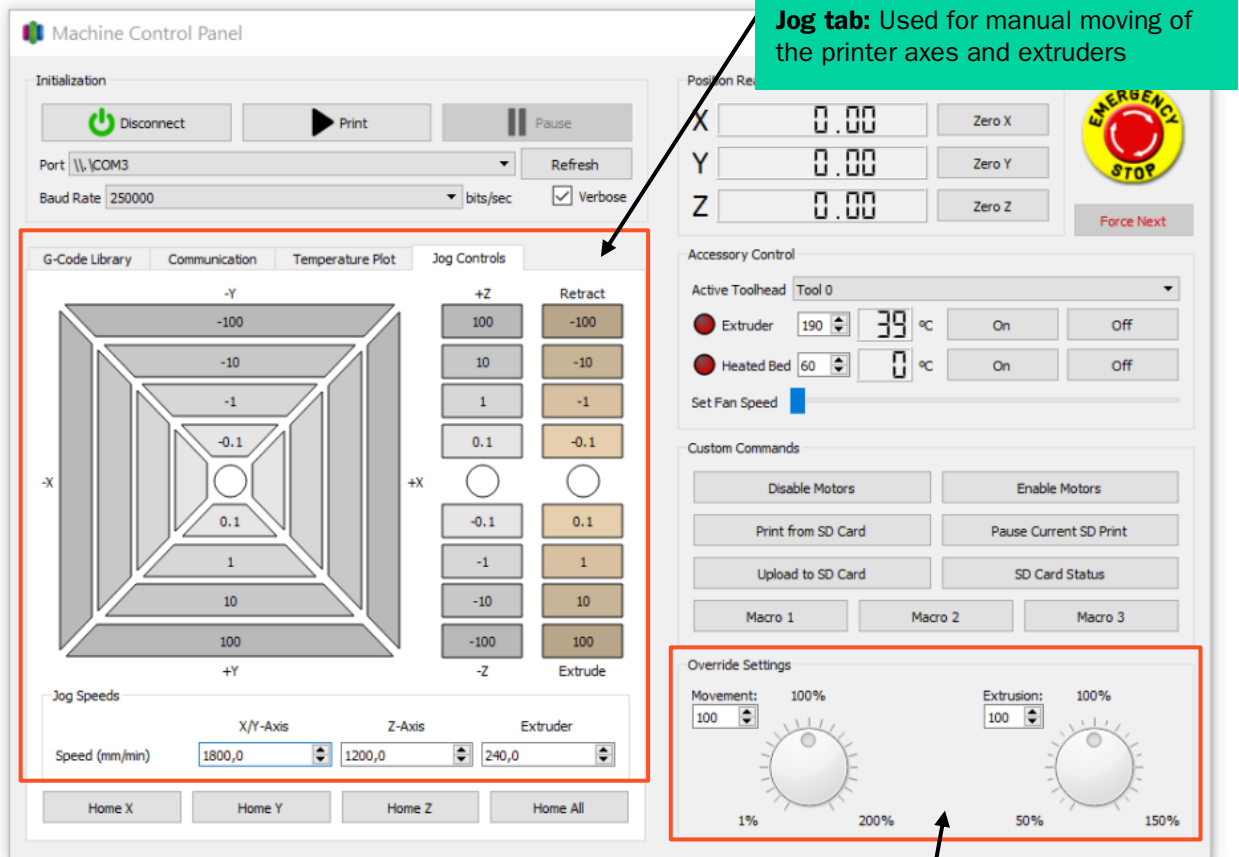 Jog tab: Used for manual moving of
the printer axes and extruders
Machine Control Panel
Initialization
Disconnect
Print
Pause
Port \\.\COM3
Refresh
Baud Rate 250000
bits/sec
Verbose
G-Code Library
Communication
Temperature Plot
Jog Controls
-Y
-100
-10
-1
-0.1
-X
+X
0.1
1
10
100
+Y
+Z
100
10
1
0.1
-0.1
-1
-10
-100
-Z
Retract
-100
-10
-1
-0.1
0.1
1
10
100
Extrude
Jog Speeds
X/Y-Axis
Z-Axis
Extruder
Speed (mm/min)
1800,0
1200,0
240,0
Home X
Home Y
Home Z
Home All
Position
X 0.00 Zero X
Y 0.00 Zero Y
Z 0.00 Zero Z
EMERGENCY
STOP
Force Next
Accessory Control
Active Toolhead Tool 0
Extruder 190 39 ºC On Off
Heated Bed 60 0 ºC On Off
Set Fan Speed
Custom Commands
Disable Motors
Enable Motors
Print from SD Card
Pause Current SD Print
Upload to SD Card
SD Card Status
Macro 1
Macro 2
Macro 3
Override Settings
Movement:
100
100%
1%
200%
Extrusion:
100
100%
50%
150%